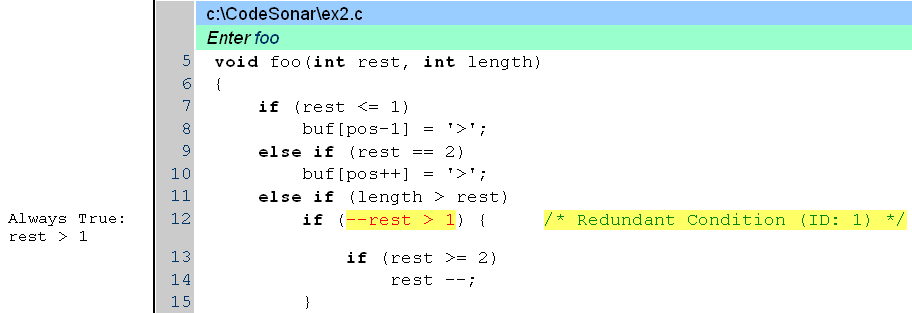 c:\CodeSonar\ex2.c
Enter foo
5 void foo(int rest, int length)
6 {
7 if (rest <= 1)
8 buf[pos-1] = '>';
9 else if (rest == 2)
10 buf[pos++] = '>';
11 else if (length > rest)
Always True:
rest > 1
12 if (--rest > 1) { /* Redundant Condition (ID: 1) */
13 if (rest >= 2)
14 rest --;
15 }